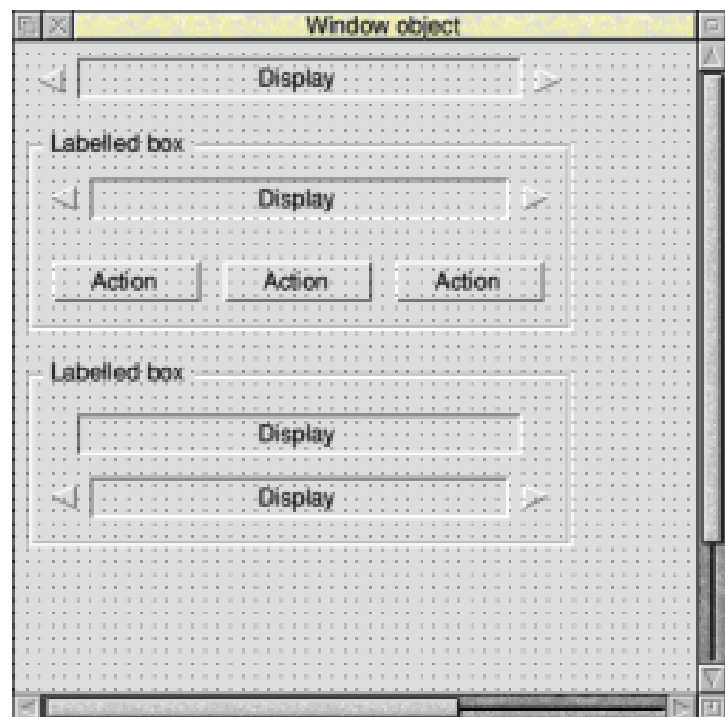 Window object
Display
Labelled box
Display
Action Action Action
Labelled box
Display
Display